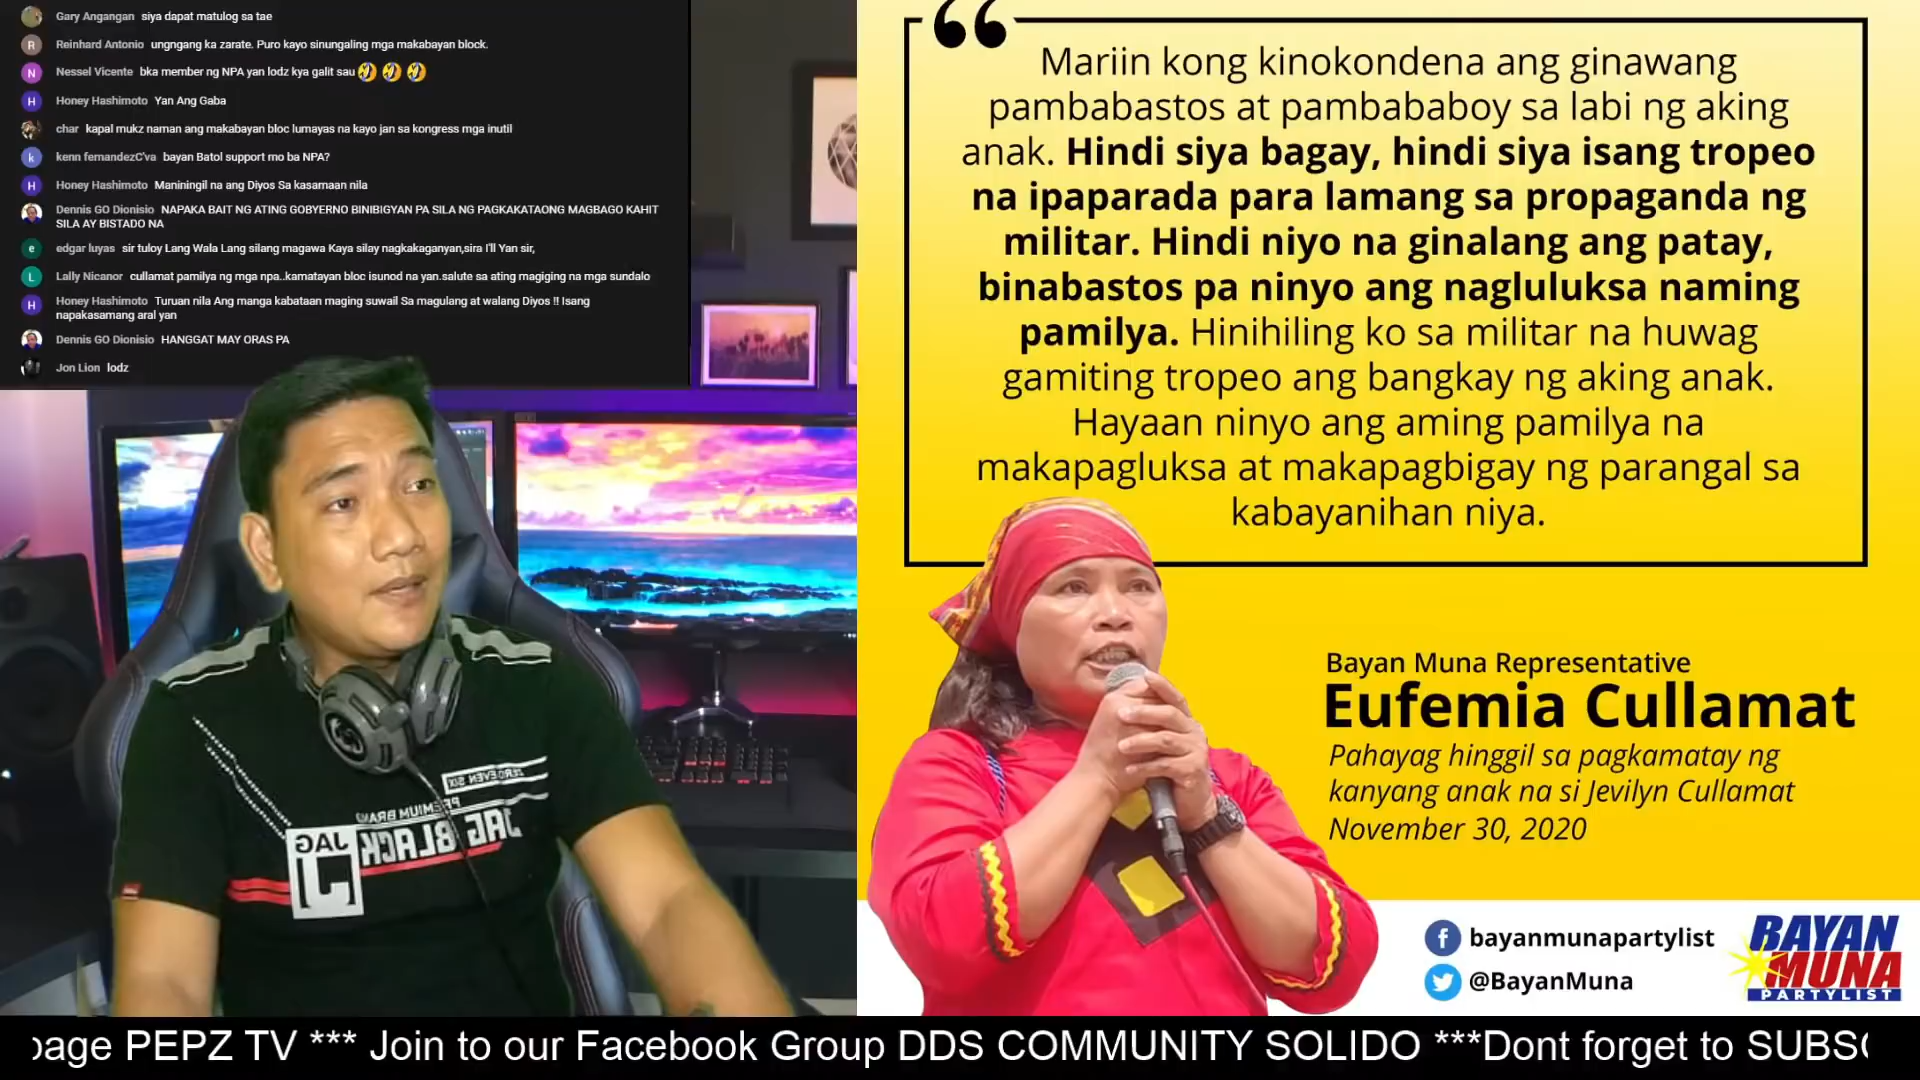 Gary Angangan siya dapat matulog sa tae
R Reinhard Antonio ungngang ka zarate. Puro kayo sinungaling mga makabayan block.
N Nessel Vicente bka member ng NPA yan lodz kya galit sau 🤣 🤣 🤣
H Honey Hashimoto Yan Ang Gaba
char kapal mukz naman ang makabayan bloc lumayas na kayo jan sa kongress mga inutil
k kenn fernandezC'va bayan Batol support mo ba NPA?
H Honey Hashimoto Maniningil na ang Diyos Sa kasamaan nila
Dennis GO Dionisio NAPAKA BAIT NG ATING GOBYERNO BINIBIGYAN PA SILA NG PAGKAKATAONG MAGBAGO KAHIT
SILA AY BISTADO NA
e edgar luyas sir tuloy Lang Wala Lang silang magawa Kaya silay nagkakaganyan,sira I'll Yan sir,
L Lally Nicanor cullamat pamilya ng mga npa..kamatayan bloc isunod na yan.salute sa ating magiging na mga sundalo
H Honey Hashimoto Turuan nila Ang manga kabataan maging suwail Sa magulang at walang Diyos !! Isang
napakasamang aral yan
Dennis GO Dionisio HANGGAT MAY ORAS PA
Jon Lion lodz
ZERO EVEN SIX
PREMIUM BRAND
JAG BLACK JAG
JAG
J
“
Mariin kong kinokondena ang ginawang
pambabastos at pambababoy sa labi ng aking
anak. Hindi siya bagay, hindi siya isang tropeo
na ipaparada para lamang sa propaganda ng
militar. Hindi niyo na ginalang ang patay,
binabastos pa ninyo ang nagluluksa naming
pamilya. Hinihiling ko sa militar na huwag
gamiting tropeo ang bangkay ng aking anak.
Hayaan ninyo ang aming pamilya na
makapagluksa at makapagbigay ng parangal sa
kabayanihan niya.
Bayan Muna Representative
Eufemia Cullamat
Pahayag hinggil sa pagkamatay ng
kanyang anak na si Jevilyn Cullamat
November 30, 2020
bayanmunapartylist
@BayanMuna
BAYAN
MUNA
PARTYLIST
page PEPZ TV *** Join to our Facebook Group DDS COMMUNITY SOLIDO ***Dont forget to SUBSC